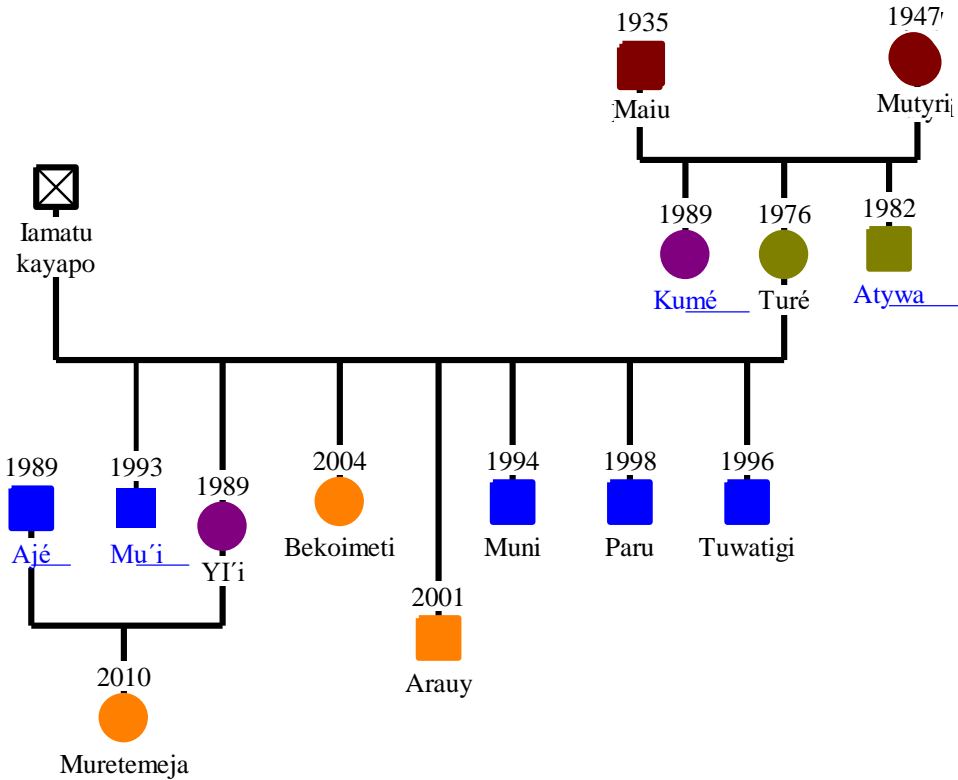 1935
1947
Maiu
Mutyri
Iamatu
kayapo
1989
1976
1982
Kumé
Turé
Atywa
1989
1993
1989
2004
1994
1998
1996
Ajé
Mu´i
YI´i
Bekoimeti
Muni
Paru
Tuwatigi
2001
Arauy
2010
Muretemeja